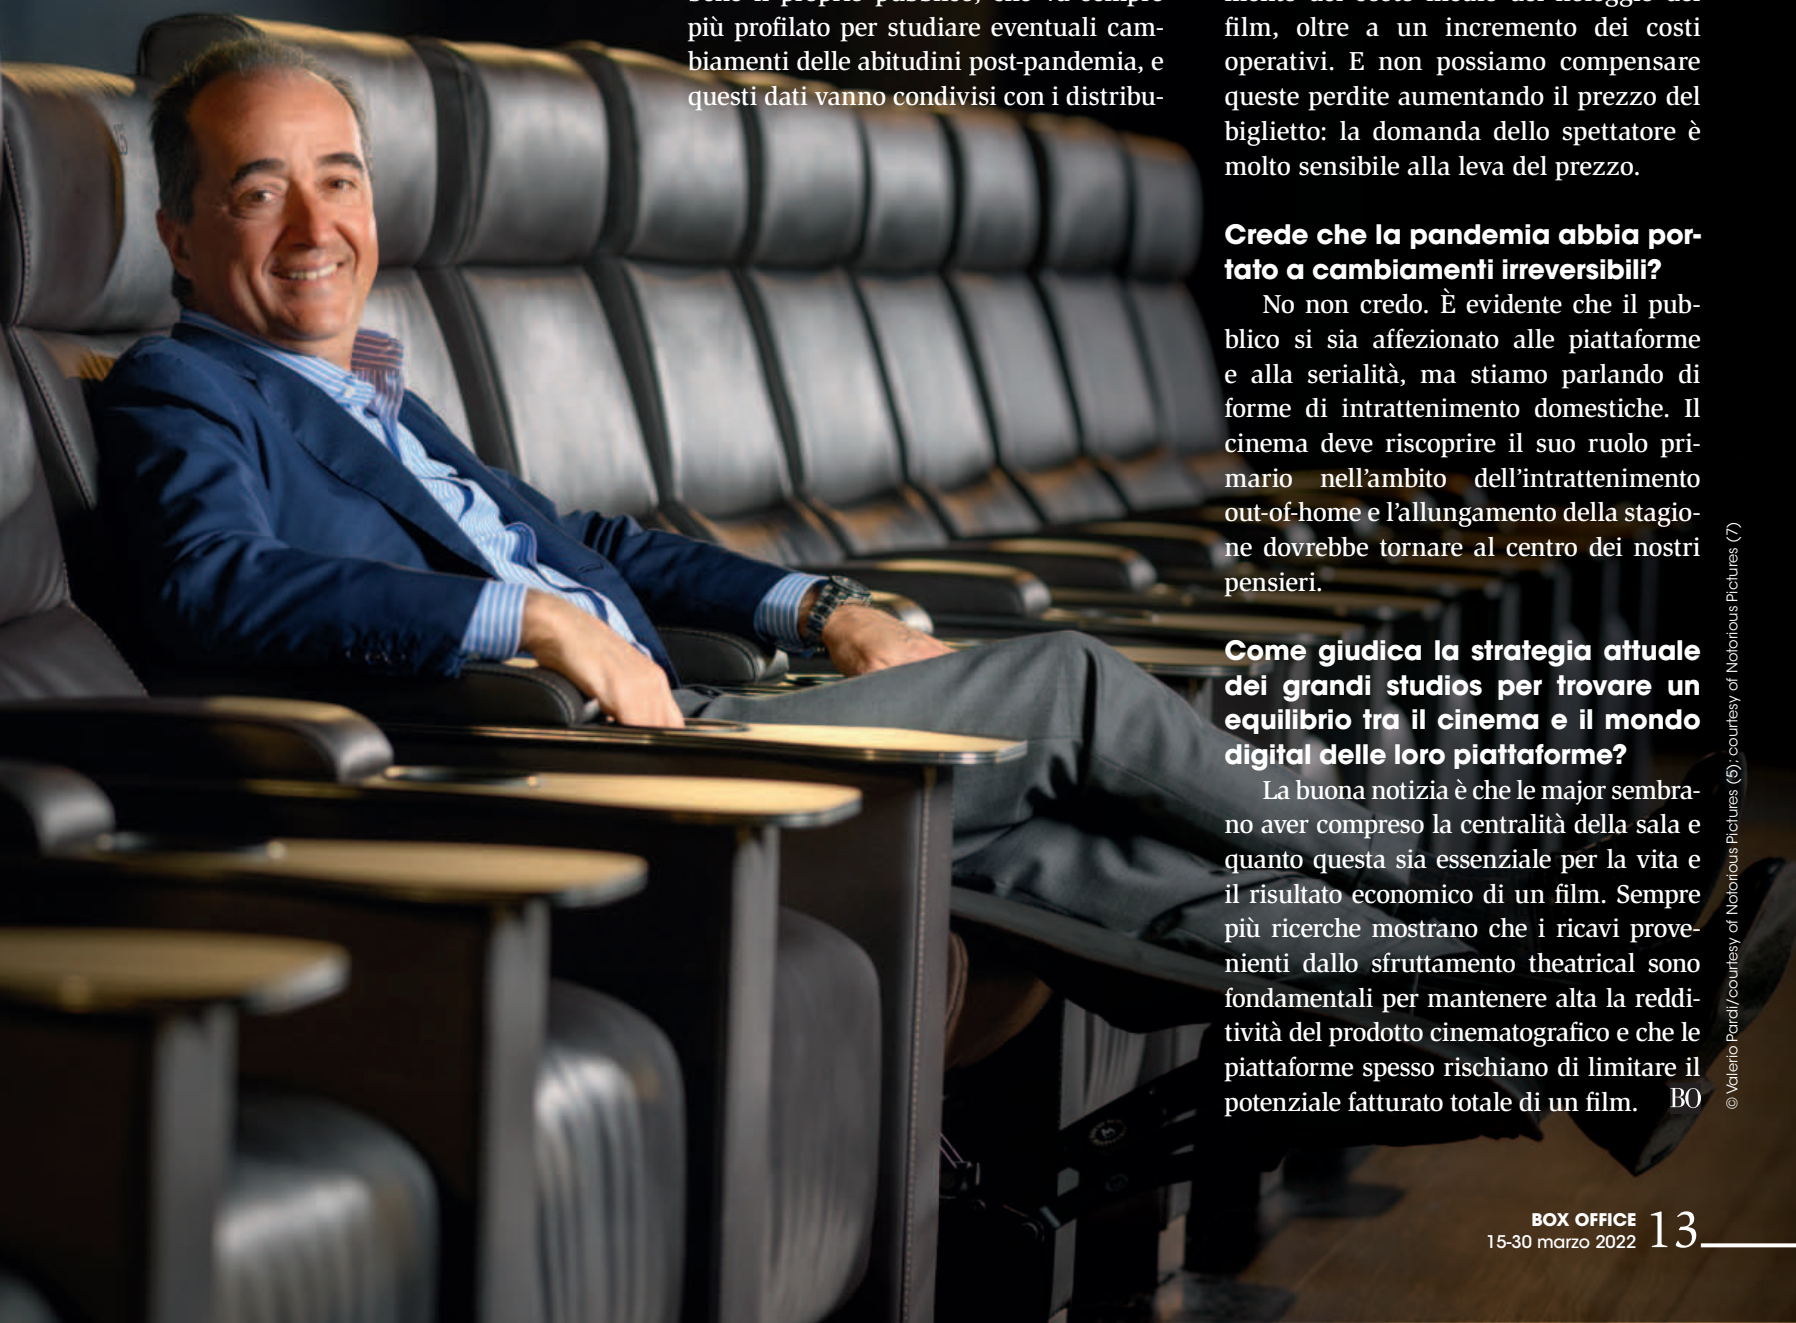 più profilato per studiare eventuali cam-
biamenti delle abitudini post-pandemia, e
questi dati vanno condivisi con i distribu-
film, oltre a un incremento dei costi
operativi. E non possiamo compensare
queste perdite aumentando il prezzo del
biglietto: la domanda dello spettatore è
molto sensibile alla leva del prezzo.
Crede che la pandemia abbia por-
tato a cambiamenti irreversibili?
No non credo. È evidente che il pub-
blico si sia affezionato alle piattaforme
e alla serialità, ma stiamo parlando di
forme di intrattenimento domestiche. Il
cinema deve riscoprire il suo ruolo pri-
mario nell’ambito dell’intrattenimento
out-of-home e l’allungamento della stagio-
ne dovrebbe tornare al centro dei nostri
pensieri.
Come giudica la strategia attuale
dei grandi studios per trovare un
equilibrio tra il cinema e il mondo
digital delle loro piattaforme?
La buona notizia è che le major sembra-
no aver compreso la centralità della sala e
quanto questa sia essenziale per la vita e
il risultato economico di un film. Sempre
più ricerche mostrano che i ricavi prove-
nienti dallo sfruttamento theatrical sono
fondamentali per mantenere alta la reddi-
tività del prodotto cinematografico e che le
piattaforme spesso rischiano di limitare il
potenziale fatturato totale di un film. BO
© Valerio Pardi/courtesy of Notorious Pictures (5); courtesy of Notorious Pictures (7)
BOX OFFICE 13
15-30 marzo 2022